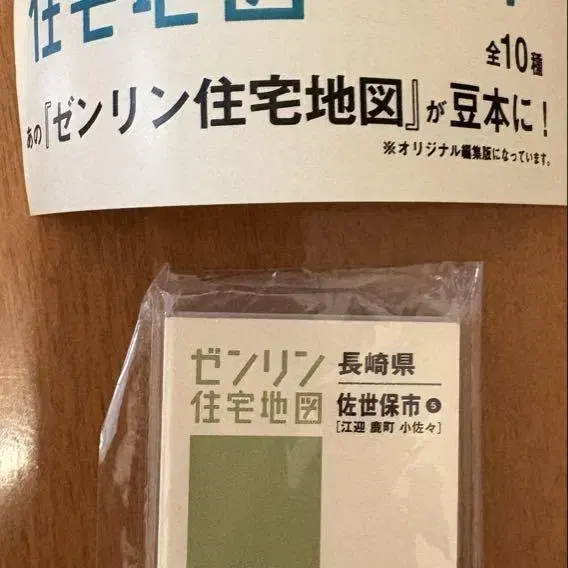 住宅地図
全10種
あの『ゼンリン住宅地図』が豆本に!
※オリジナル編集版になっています。
ゼンリン
住宅地図
長崎県
佐世保市❺
[江迎 鹿町 小佐々]